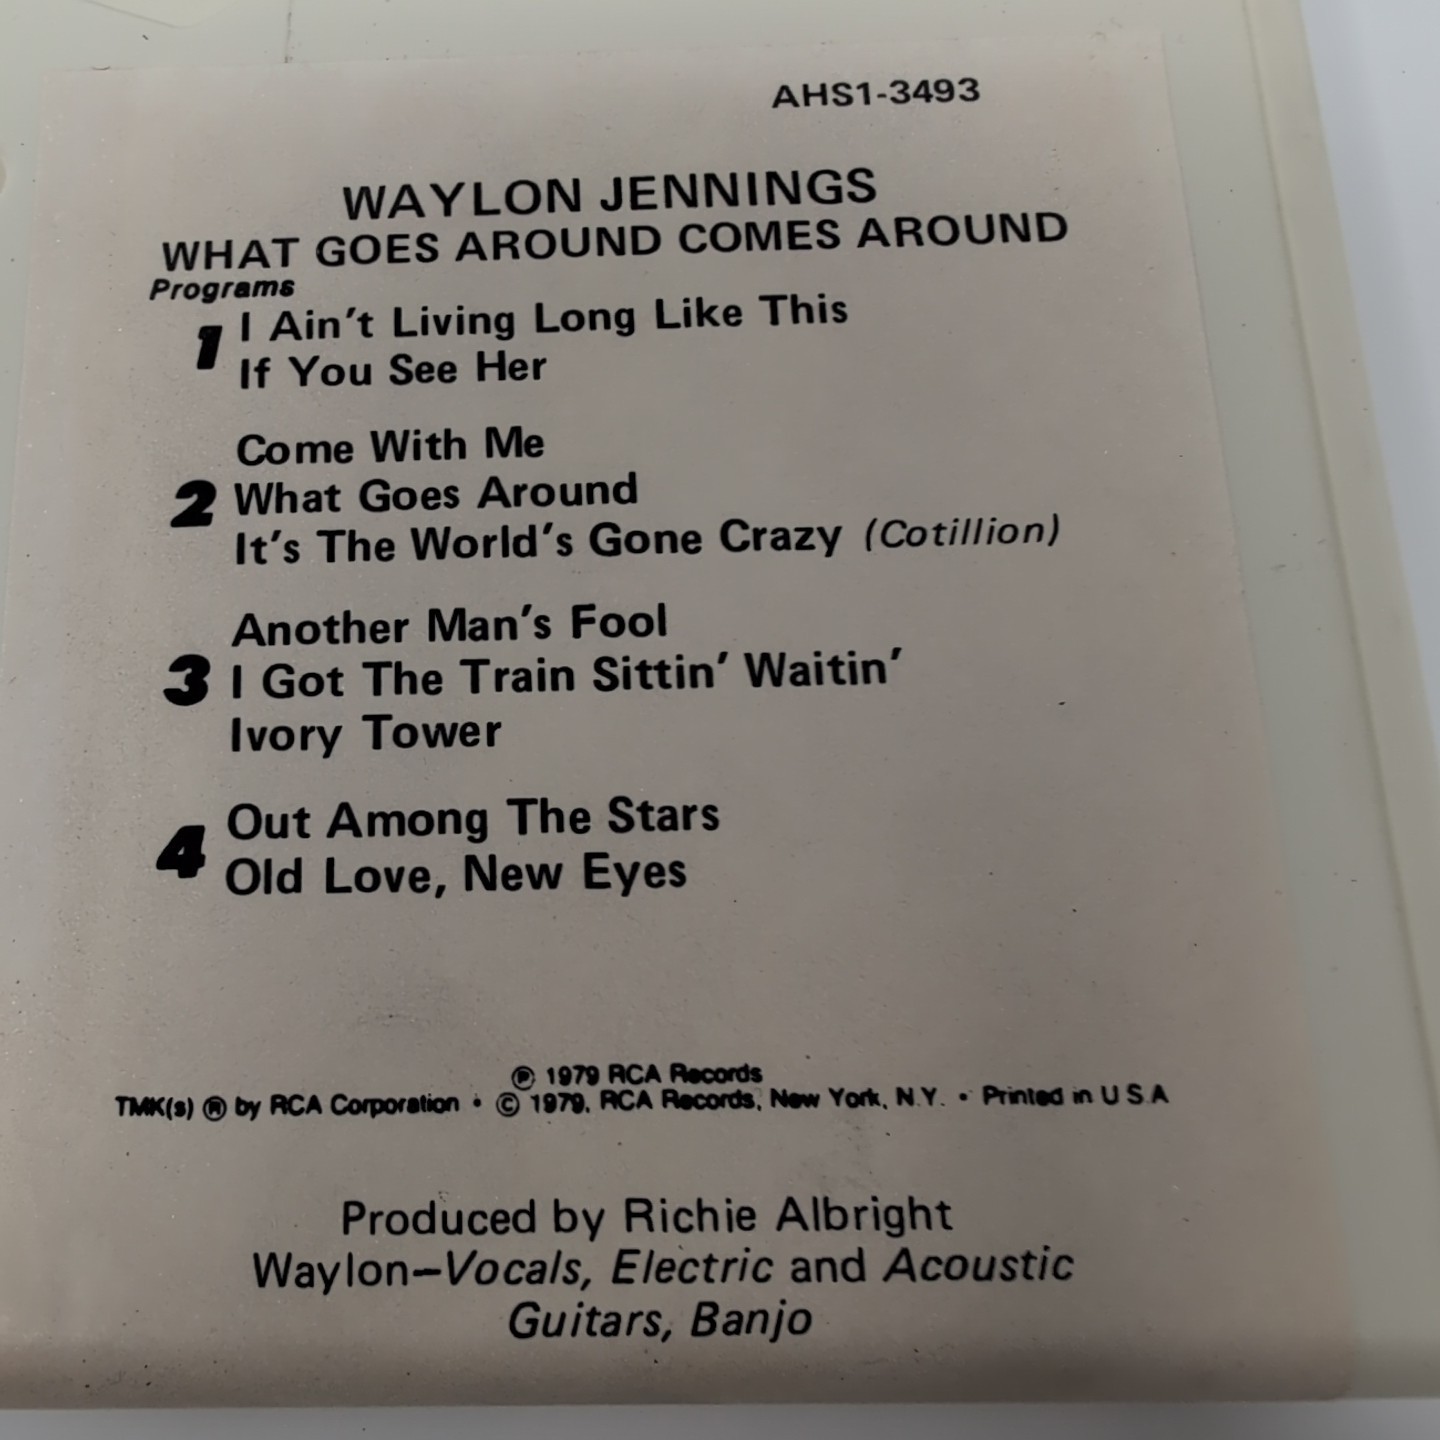 AHS1-3493
WAYLON JENNINGS
WHAT GOES AROUND COMES AROUND
Programs
1 I Ain't Living Long Like This
If You See Her
Come With Me
2 What Goes Around
It's The World's Gone Crazy (Cotillion)
Another Man's Fool
3 I Got The Train Sittin' Waitin'
Ivory Tower
4 Out Among The Stars
Old Love, New Eyes
℗ 1979 RCA Records
TMK(s) ® by RCA Corporation • © 1979, RCA Records, New York, N.Y. • Printed in U S A
Produced by Richie Albright
Waylon—Vocals, Electric and Acoustic
Guitars, Banjo